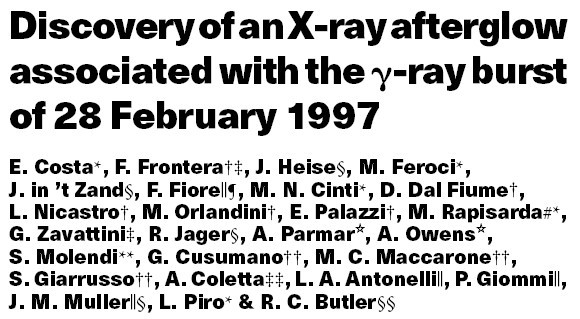 Discovery of an X-ray afterglow
associated with the γ-ray burst
of 28 February 1997
E. Costa*, F. Frontera†‡, J. Heise§, M. Feroci*,
J. in ’t Zand§, F. Fiore||¶, M. N. Cinti*, D. Dal Fiume†,
L. Nicastro†, M. Orlandini†, E. Palazzi†, M. Rapisarda#*,
G. Zavattini‡, R. Jager§, A. Parmar☆, A. Owens☆,
S. Molendi**, G. Cusumano††, M. C. Maccarone††,
S. Giarrusso††, A. Coletta‡‡, L. A. Antonelli||, P. Giommi||,
J. M. Muller||§, L. Piro* & R. C. Butler§§